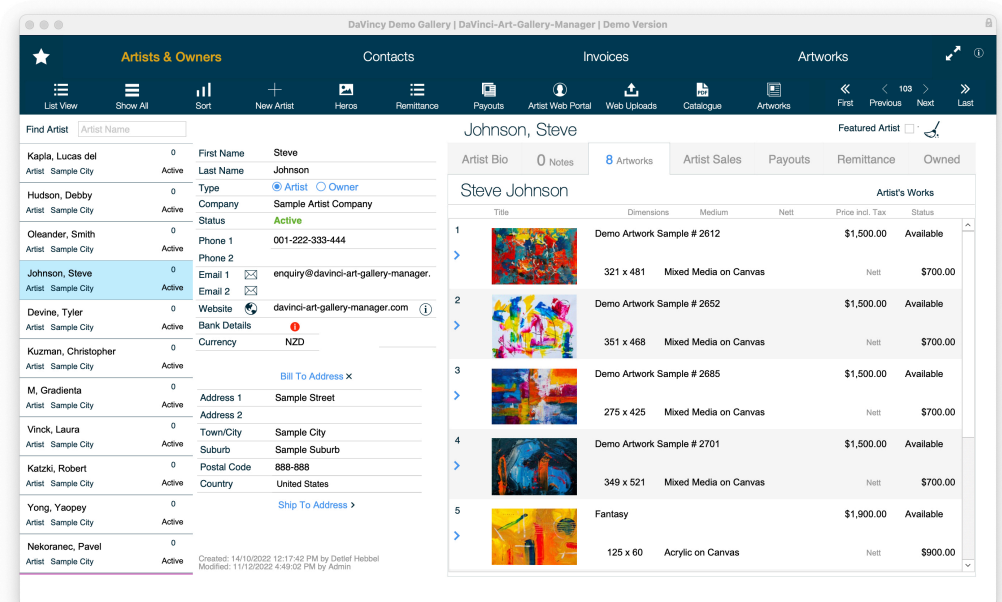 DaVincy Demo Gallery | DaVinci-Art-Gallery-Manager | Demo Version
Artists & Owners Contacts Invoices Artworks
List View Show All Sort New Artist Heros Remittance Payouts Artist Web Portal Web Uploads PDF Catalogue Artworks First Previous 103 Next Last
Find Artist Artist Name
Kapla, Lucas del 0
Artist Sample City Active
Hudson, Debby 0
Artist Sample City Active
Oleander, Smith 0
Artist Sample City Active
Johnson, Steve 0
Artist Sample City Active
Devine, Tyler 0
Artist Sample City Active
Kuzman, Christopher 0
Artist Sample City Active
M, Gradienta 0
Artist Sample City Active
Vinck, Laura 0
Artist Sample City Active
Katzki, Robert 0
Artist Sample City Active
Yong, Yaopey 0
Artist Sample City Active
Nekoranec, Pavel 0
Artist Sample City Active
First Name Steve
Last Name Johnson
Type Artist Owner
Company Sample Artist Company
Status Active
Phone 1 001-222-333-444
Phone 2
Email 1 enquiry@davinci-art-gallery-manager.
Email 2
Website davinci-art-gallery-manager.com
Bank Details
Currency NZD
Bill To Address X
Address 1 Sample Street
Address 2
Town/City Sample City
Suburb Sample Suburb
Postal Code 888-888
Country United States
Ship To Address >
Created: 14/10/2022 12:17:42 PM by Detlef Hebbel
Modified: 11/12/2022 4:49:02 PM by Admin
Johnson, Steve Featured Artist
Artist Bio 0 Notes 8 Artworks Artist Sales Payouts Remittance Owned
Steve Johnson Artist's Works
Title Dimensions Medium Nett Price incl. Tax Status
1 Demo Artwork Sample # 2612 $1,500.00 Available
321 x 481 Mixed Media on Canvas Nett $700.00
2 Demo Artwork Sample # 2652 $1,500.00 Available
351 x 468 Mixed Media on Canvas Nett $700.00
3 Demo Artwork Sample # 2685 $1,500.00 Available
275 x 425 Mixed Media on Canvas Nett $700.00
4 Demo Artwork Sample # 2701 $1,500.00 Available
349 x 521 Mixed Media on Canvas Nett $700.00
5 Fantasy $1,900.00 Available
125 x 60 Acrylic on Canvas Nett $900.00